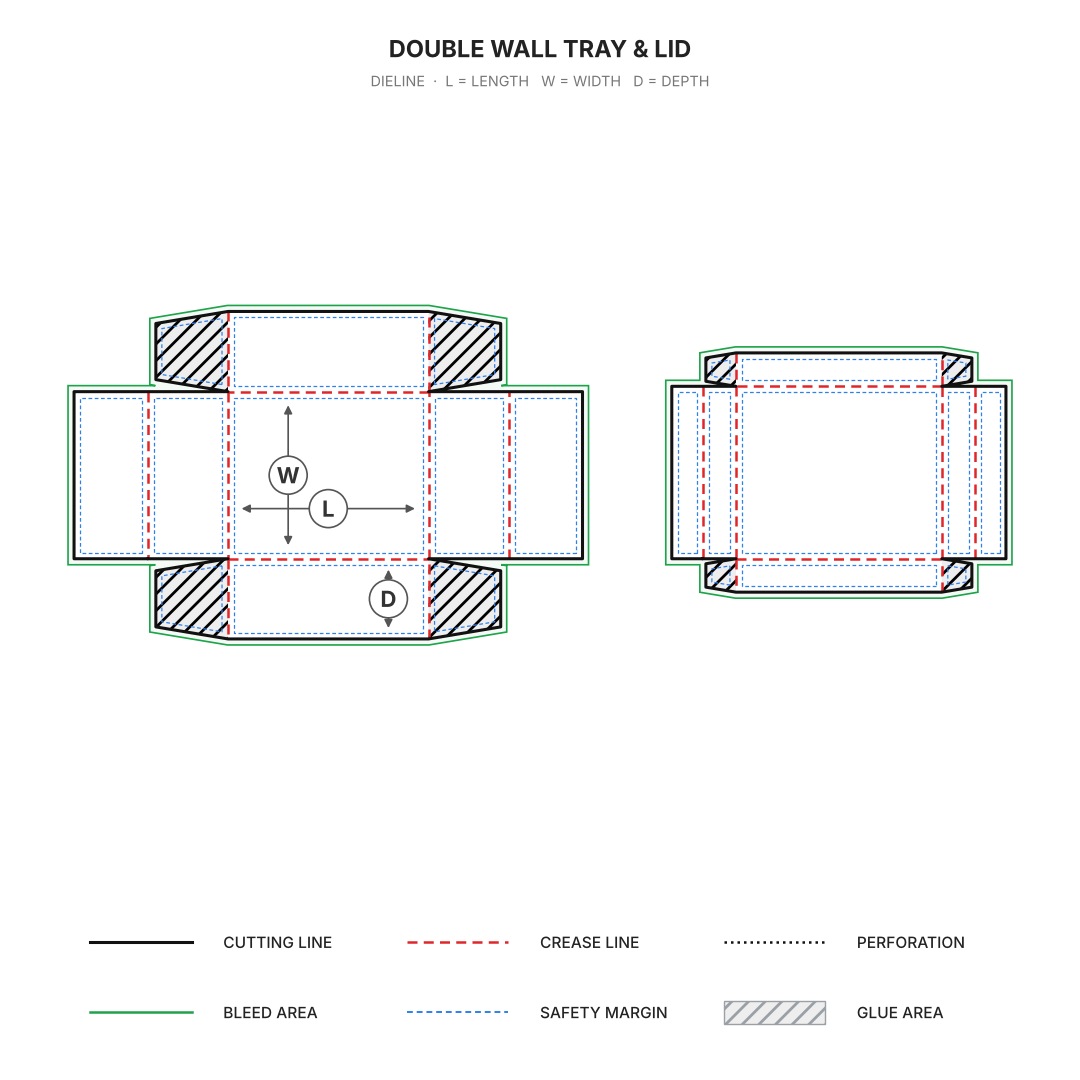 DOUBLE WALL TRAY & LID
DIELINE · L = LENGTH W = WIDTH D = DEPTH
W
L
D
CUTTING LINE
CREASE LINE
PERFORATION
BLEED AREA
SAFETY MARGIN
GLUE AREA